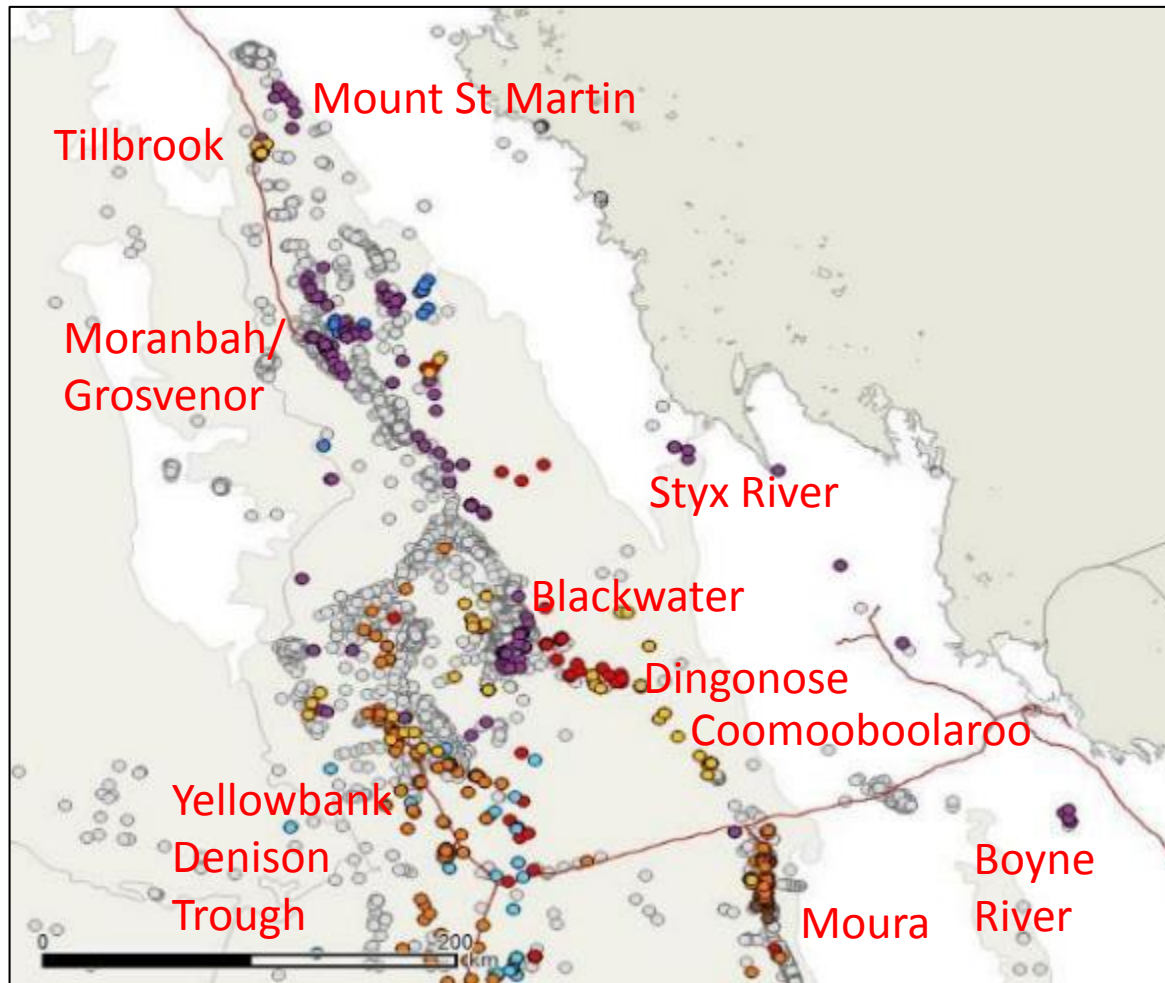 Mount St Martin
Tillbrook
Moranbah/
Grosvenor
Styx River
Blackwater
Dingonose
Coomooboolaroo
Yellowbank
Denison
Trough
Boyne
River
Moura
0
200
km